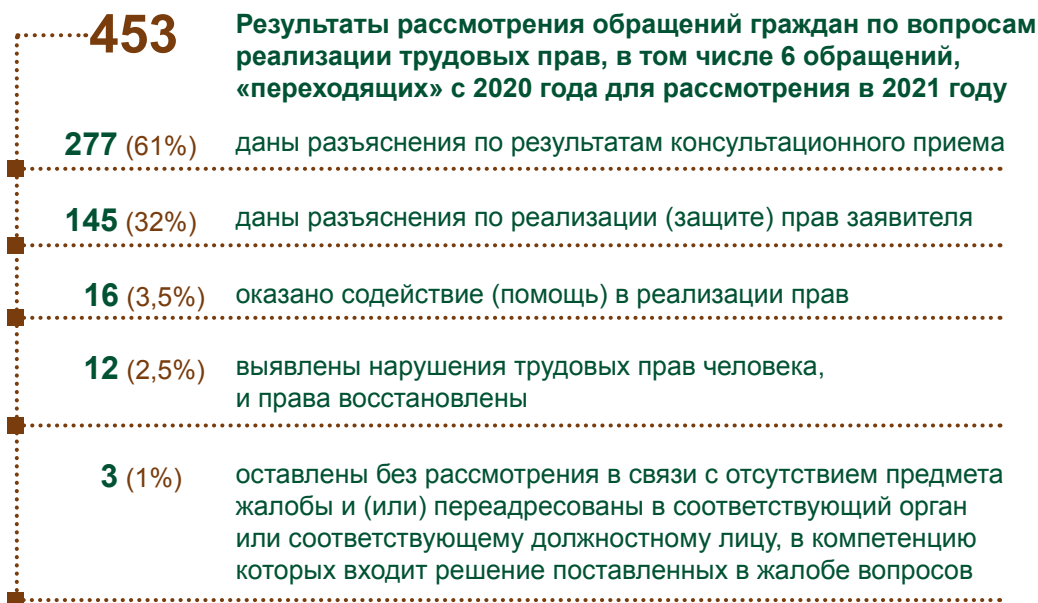 453
Результаты рассмотрения обращений граждан по вопросам
реализации трудовых прав, в том числе 6 обращений,
«переходящих» с 2020 года для рассмотрения в 2021 году
277 (61%) даны разъяснения по результатам консультационного приема
145 (32%) даны разъяснения по реализации (защите) прав заявителя
16 (3,5%) оказано содействие (помощь) в реализации прав
12 (2,5%) выявлены нарушения трудовых прав человека,
и права восстановлены
3 (1%) оставлены без рассмотрения в связи с отсутствием предмета
жалобы и (или) переадресованы в соответствующий орган
или соответствующему должностному лицу, в компетенцию
которых входит решение поставленных в жалобе вопросов